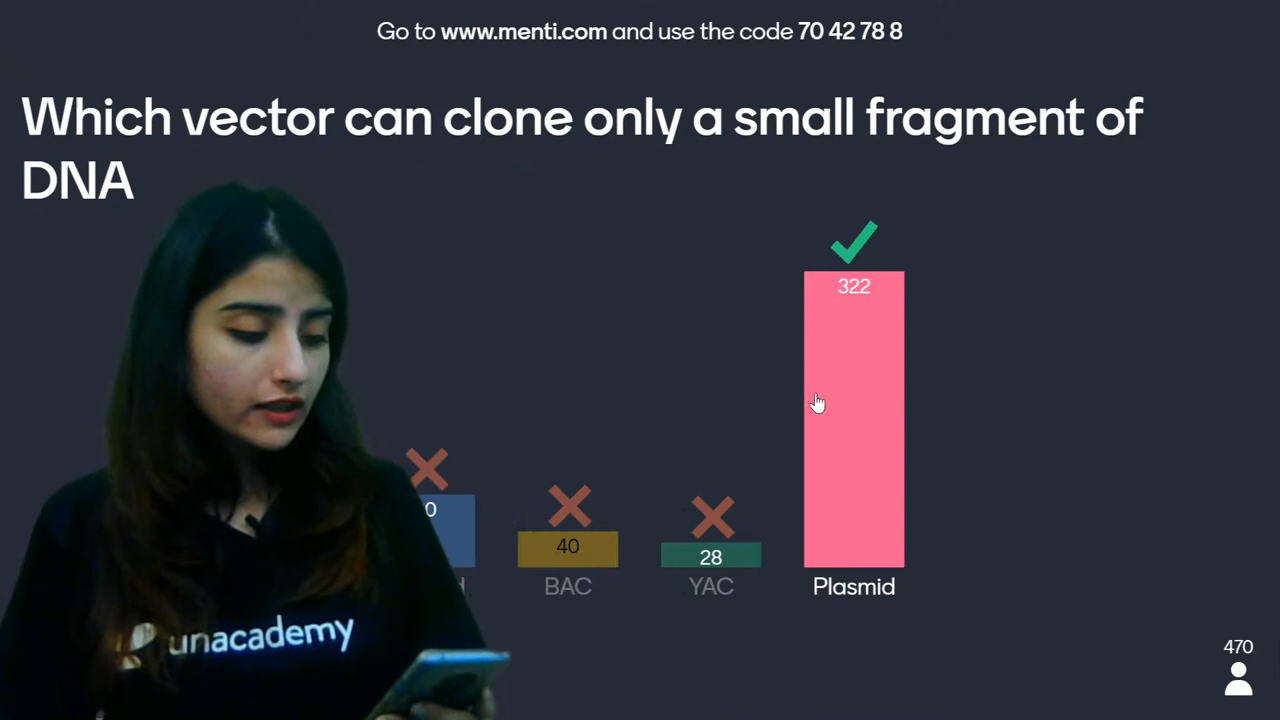 Go to www.menti.com and use the code 70 42 78 8
Which vector can clone only a small fragment of
DNA
322
0
40
28
d
BAC
YAC
Plasmid
unacademy
470